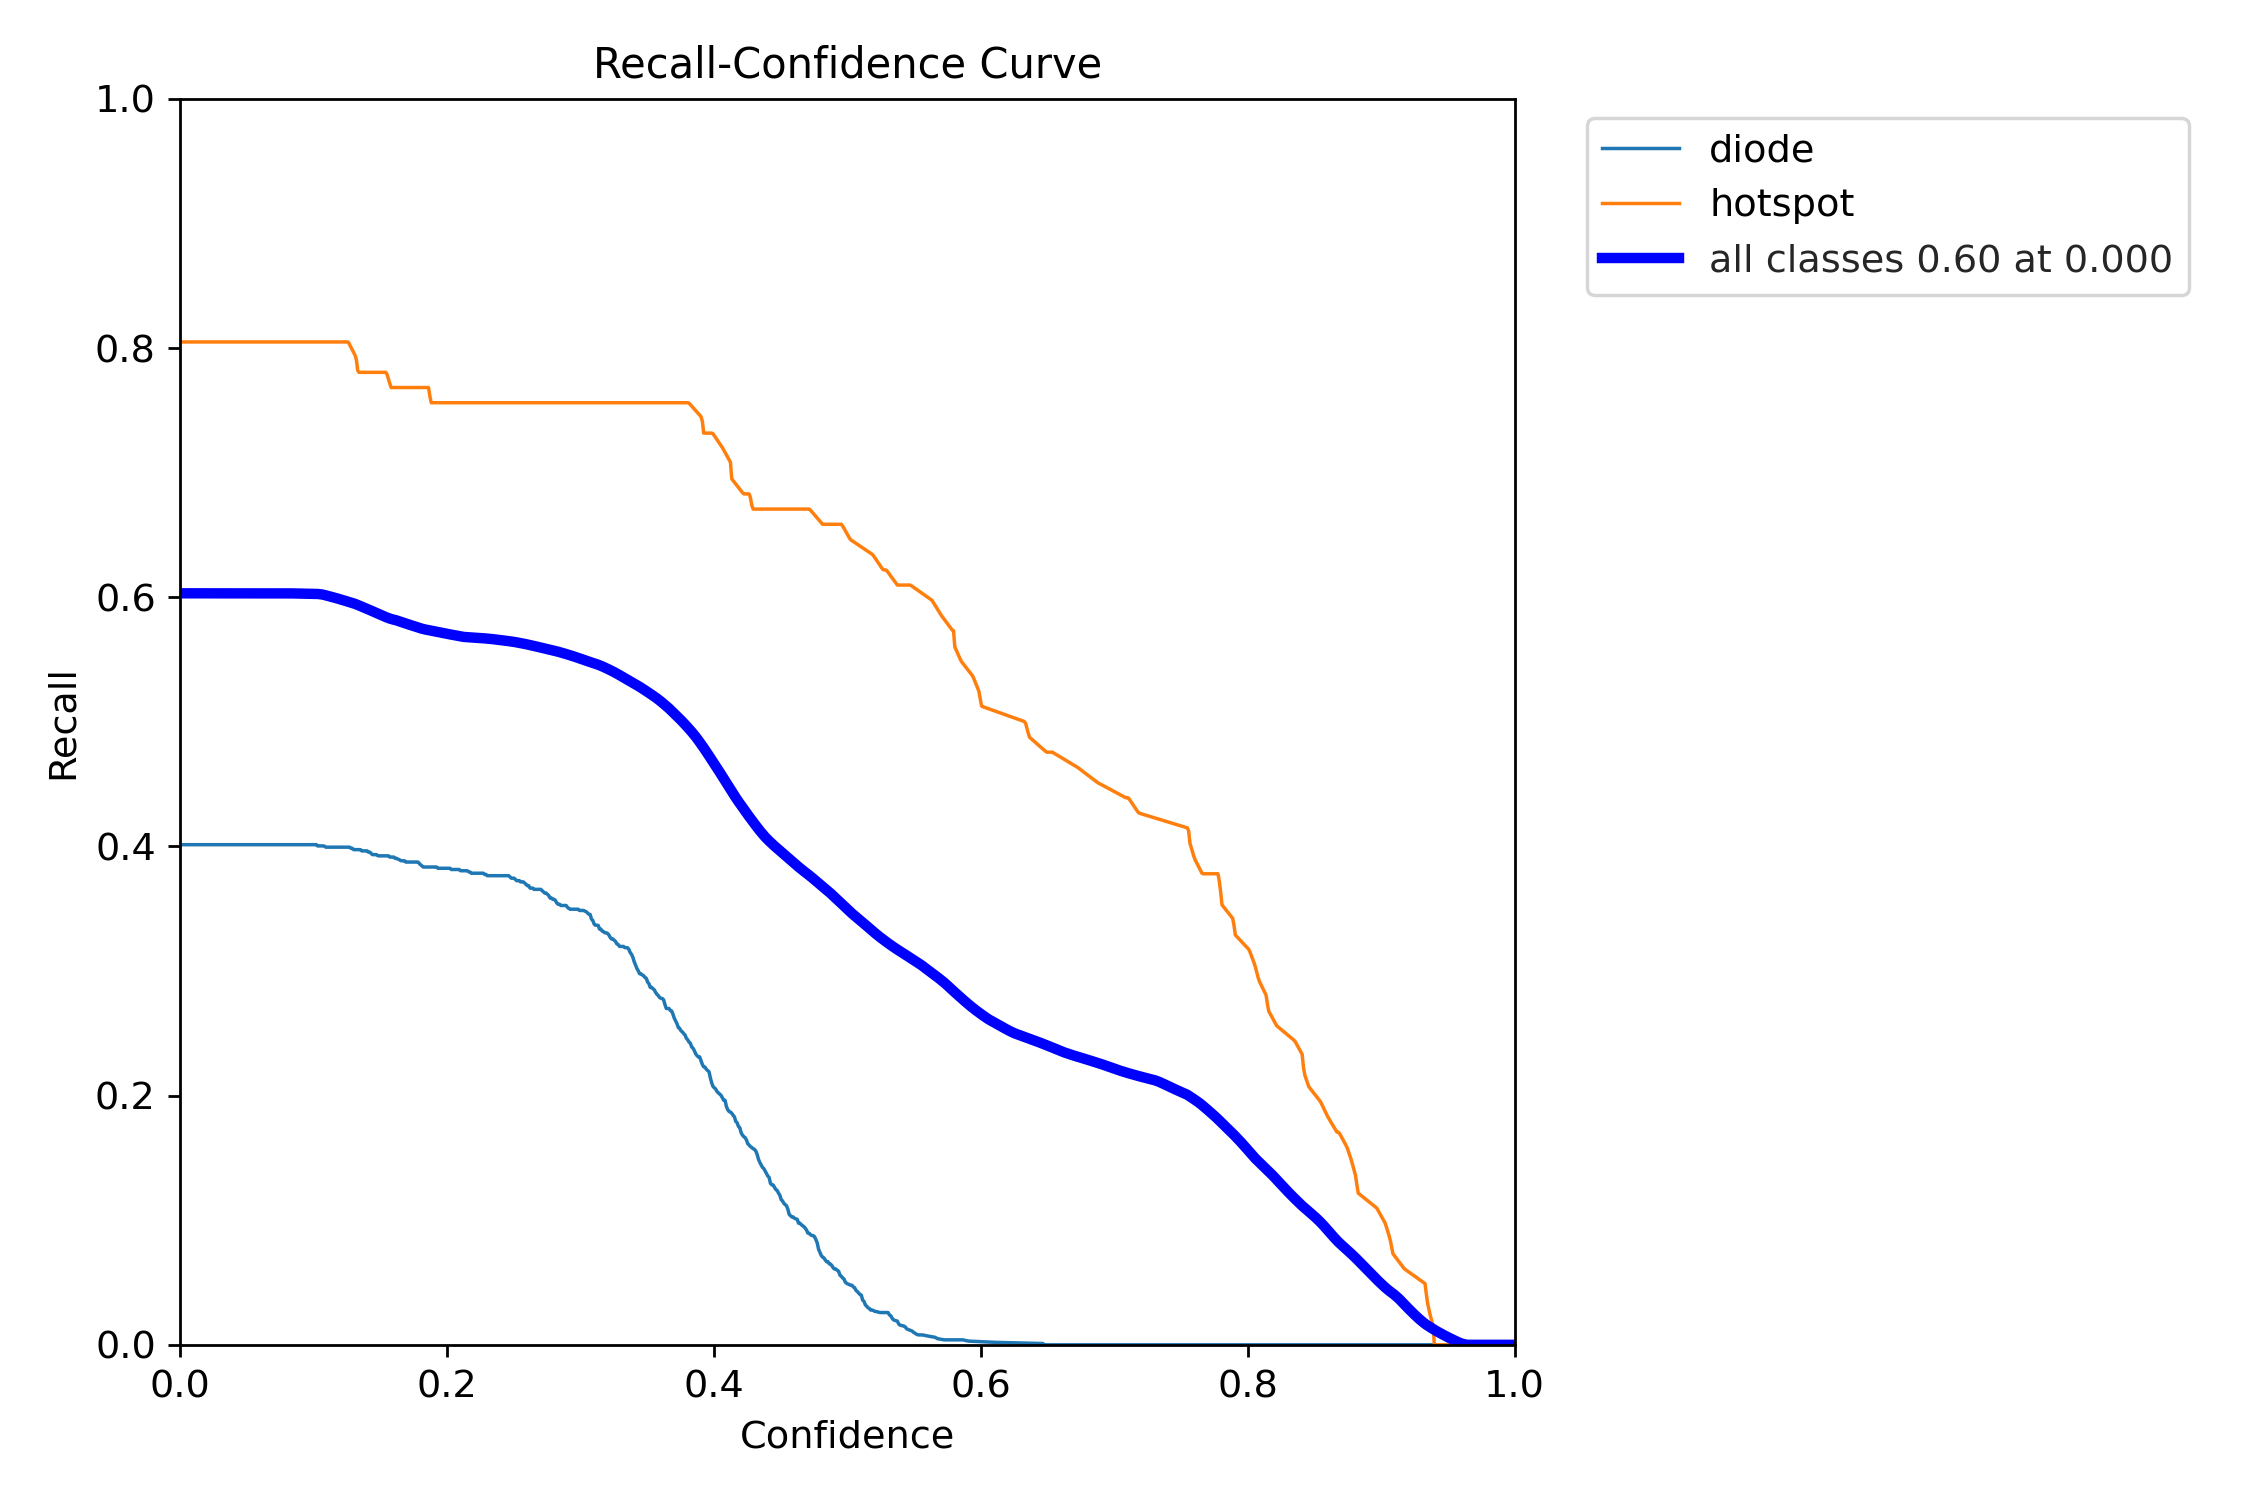 Recall-Confidence Curve
1.0
0.8
0.6
0.4
0.2
0.0
Recall
0.0 0.2 0.4 0.6 0.8 1.0
Confidence
diode
hotspot
all classes 0.60 at 0.000